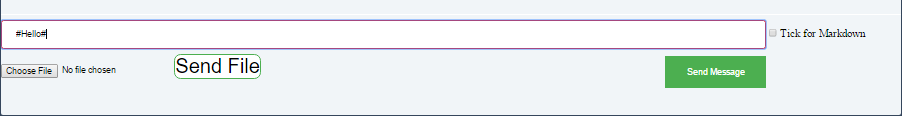 #Hello#
Tick for Markdown
Choose File No file chosen
Send File
Send Message